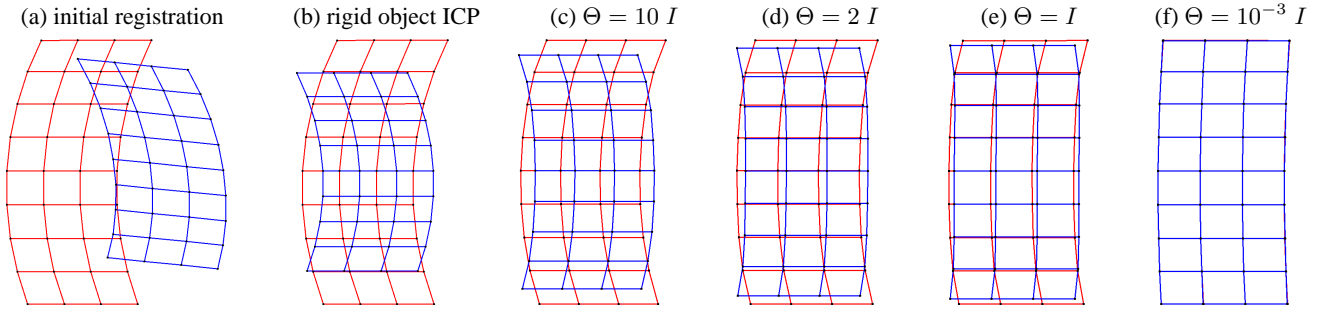 (a) initial registration
(b) rigid object ICP
(c) Θ = 10 I
(d) Θ = 2 I
(e) Θ = I
(f) Θ = 10⁻³ I